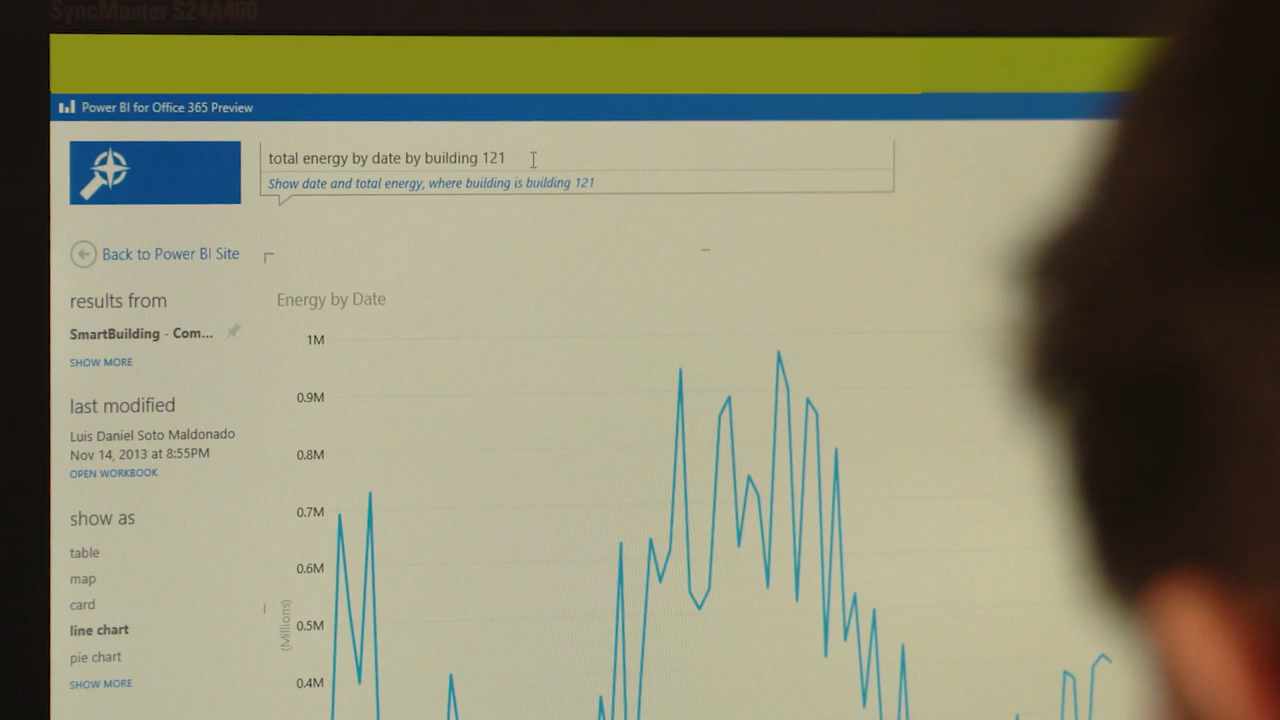 SyncMaster S24A460
Power BI for Office 365 Preview
total energy by date by building 121
Show date and total energy, where building is building 121
Back to Power BI Site
results from
SmartBuilding - Com...
SHOW MORE
last modified
Luis Daniel Soto Maldonado
Nov 14, 2013 at 8:55PM
OPEN WORKBOOK
show as
table
map
card
line chart
pie chart
SHOW MORE
Energy by Date
1M
0.9M
0.8M
0.7M
0.6M
0.5M
0.4M
(Millions)